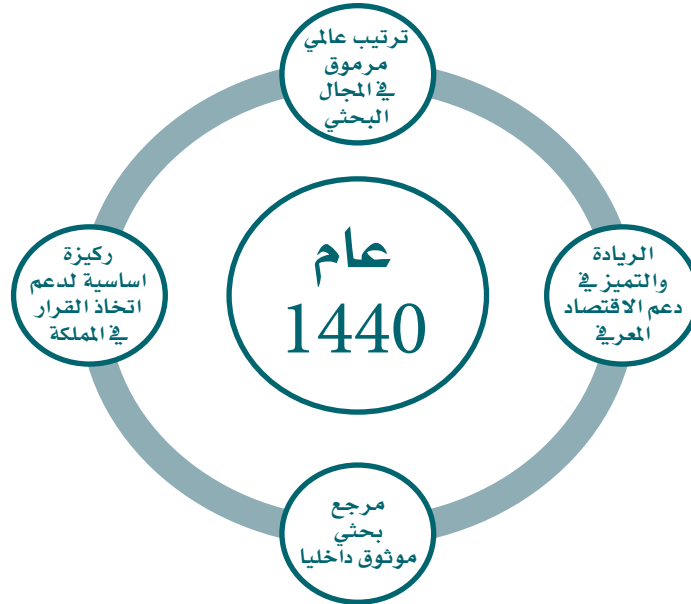 ترتيب عالمي
مرموق
في المجال
البحثي
الريادة
والتميز في
دعم الاقتصاد
المعرفي
عام
1440
ركيزة
اساسية لدعم
اتخاذ القرار
في المملكة
مرجع
بحثي
موثوق داخليا